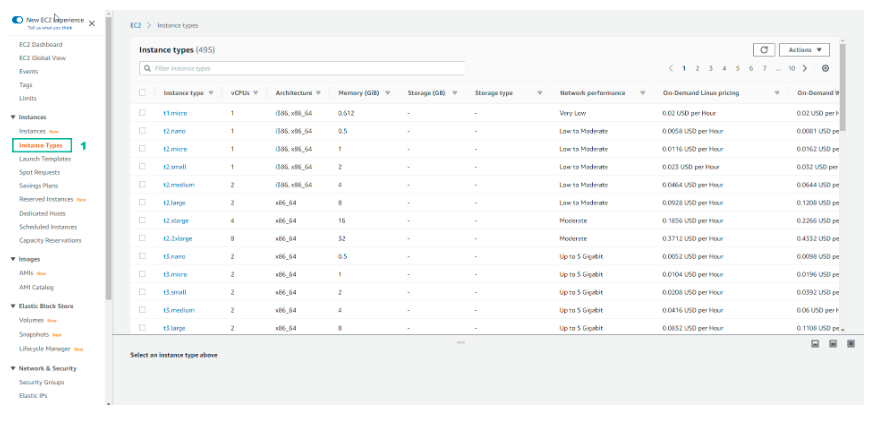 New EC2 Experience
Tell us what you think
EC2 Dashboard
EC2 Global View
Events
Tags
Limits
Instances
Instances New
Instance Types 1
Launch Templates
Spot Requests
Savings Plans
Reserved Instances New
Dedicated Hosts
Scheduled Instances
Capacity Reservations
Images
AMIs New
AMI Catalog
Elastic Block Store
Volumes New
Snapshots New
Lifecycle Manager New
Network & Security
Security Groups
Elastic IPs
EC2 > Instance types
Instance types (495)
Actions
Filter instance types
< 1 2 3 4 5 6 7 ... 10 >
Instance type vCPUs Architecture Memory (GiB) Storage (GB) Storage type Network performance On-Demand Linux pricing On-Demand W
t1.micro 1 i386, x86_64 0.612 - - Very Low 0.02 USD per Hour 0.02 USD per H
t2.nano 1 i386, x86_64 0.5 - - Low to Moderate 0.0058 USD per Hour 0.0081 USD pe
t2.micro 1 i386, x86_64 1 - - Low to Moderate 0.0116 USD per Hour 0.0162 USD pe
t2.small 1 i386, x86_64 2 - - Low to Moderate 0.023 USD per Hour 0.032 USD per
t2.medium 2 i386, x86_64 4 - - Low to Moderate 0.0464 USD per Hour 0.0644 USD pe
t2.large 2 x86_64 8 - - Low to Moderate 0.0928 USD per Hour 0.1208 USD pe
t2.xlarge 4 x86_64 16 - - Moderate 0.1856 USD per Hour 0.2266 USD pe
t2.2xlarge 8 x86_64 32 - - Moderate 0.3712 USD per Hour 0.4332 USD pe
t3.nano 2 x86_64 0.5 - - Up to 5 Gigabit 0.0052 USD per Hour 0.0098 USD pe
t3.micro 2 x86_64 1 - - Up to 5 Gigabit 0.0104 USD per Hour 0.0196 USD pe
t3.small 2 x86_64 2 - - Up to 5 Gigabit 0.0208 USD per Hour 0.0392 USD pe
t3.medium 2 x86_64 4 - - Up to 5 Gigabit 0.0416 USD per Hour 0.06 USD per H
t3.large 2 x86_64 8 - - Up to 5 Gigabit 0.0832 USD per Hour 0.1108 USD pe
Select an instance type above